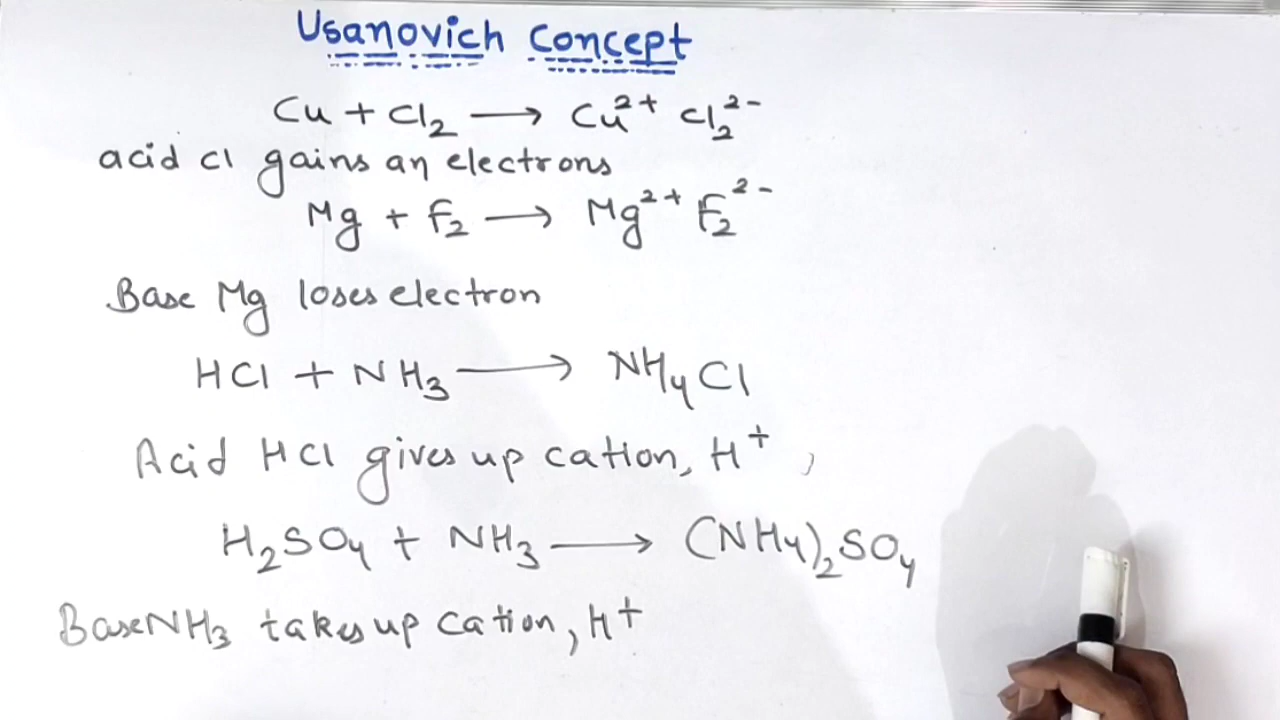 Usanovich Concept
Cu + Cl₂ ⟶ Cu²⁺ Cl₂²⁻
acid cl gains an electrons
Mg + F₂ ⟶ Mg²⁺ F₂²⁻
Base Mg loses electron
HCl + NH₃ ⟶ NH₄Cl
Acid HCl gives up cation, H⁺ ,
H₂SO₄ + NH₃ ⟶ (NH₄)₂SO₄
Base NH₃ takes up cation, H⁺